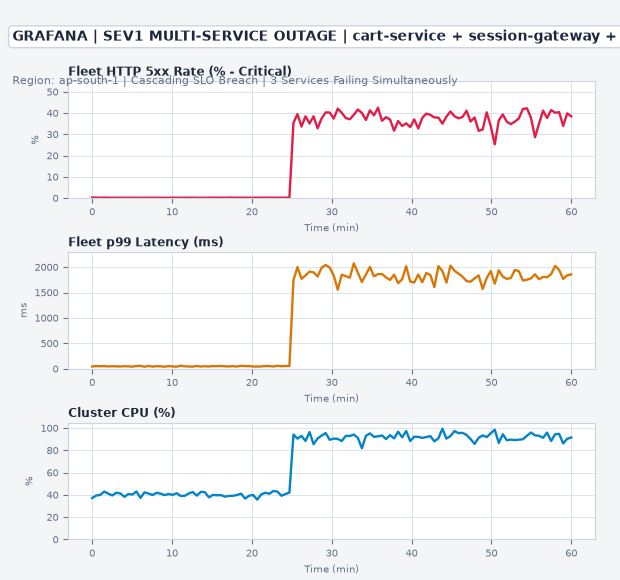 GRAFANA | SEV1 MULTI-SERVICE OUTAGE | cart-service + session-gateway +
Fleet HTTP 5xx Rate (% - Critical)
Region: ap-south-1 | Cascading SLO Breach | 3 Services Failing Simultaneously
50
40
30
20
10
0
%
0 10 20 30 40 50 60
Time (min)
Fleet p99 Latency (ms)
2000
1500
1000
500
0
ms
0 10 20 30 40 50 60
Time (min)
Cluster CPU (%)
100
80
60
40
20
0
%
0 10 20 30 40 50 60
Time (min)